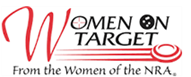 WOMEN ON
TARGET
From the Women of the NRA®